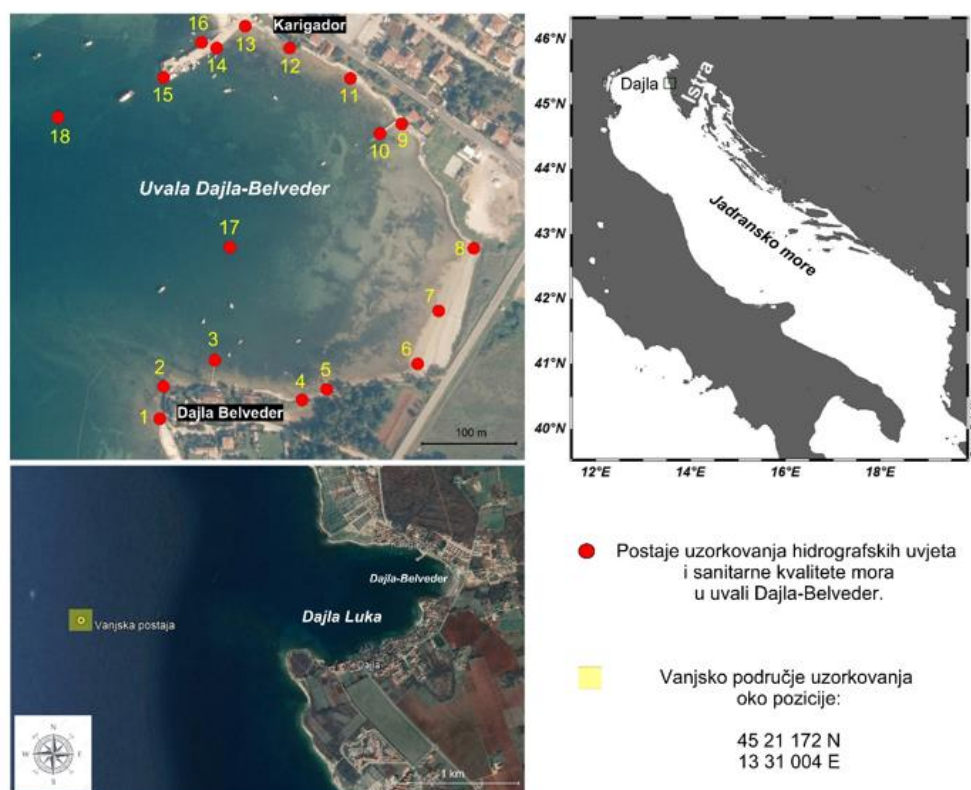 16
13
Karigador
14
12
15
11
18
10
9
Uvala Dajla-Belveder
17
8
7
3
6
2
4
5
1
Dajla Belveder
100 m
46°N
45°N
44°N
43°N
42°N
41°N
40°N
12°E
14°E
16°E
18°E
Dajla
Istra
Jadransko more
Dajla-Belveder
Dajla Luka
Vanjska postaja
Dajla
N
W
E
S
1 km
Postaje uzorkovanja hidrografskih uvjeta
i sanitarne kvalitete mora
u uvali Dajla-Belveder.
Vanjsko područje uzorkovanja
oko pozicije:
45 21 172 N
13 31 004 E